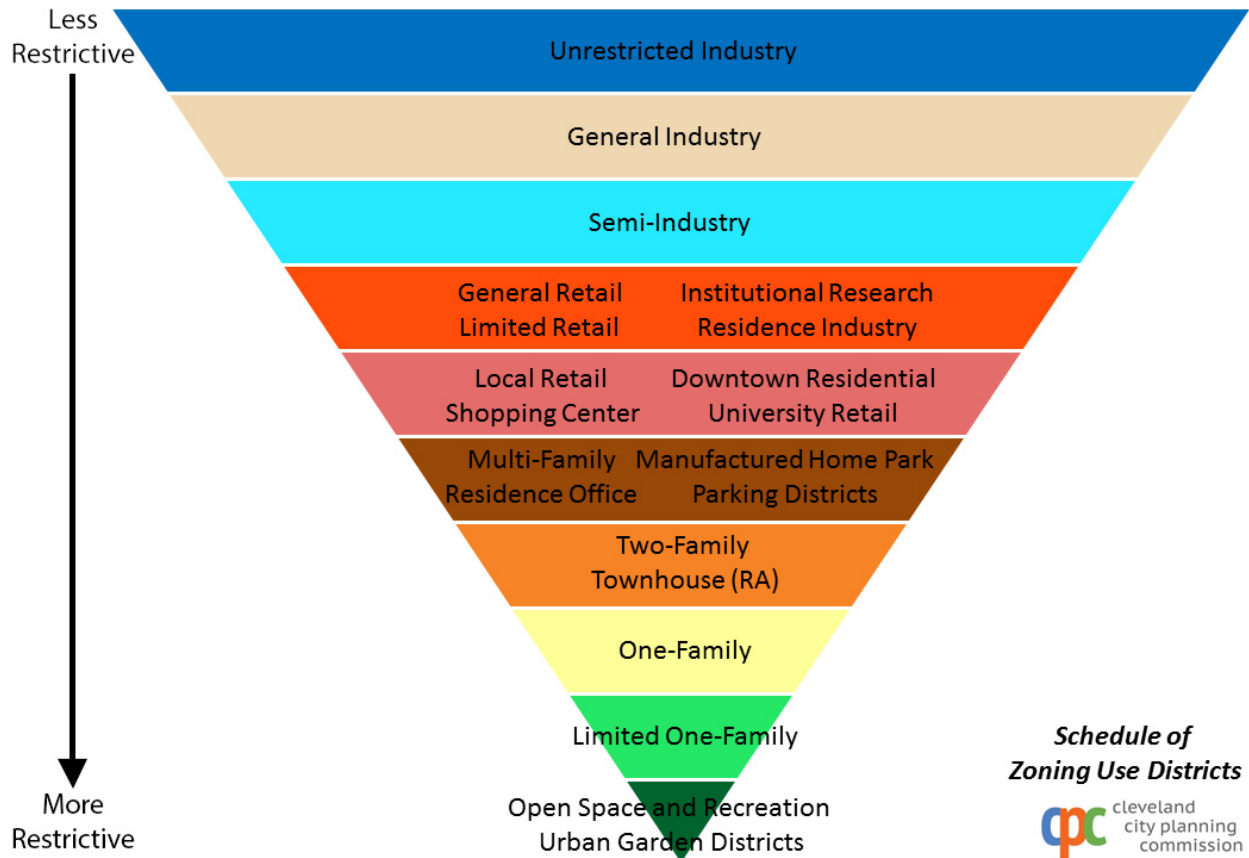 Less
Restrictive
Unrestricted Industry
General Industry
Semi-Industry
General Retail Institutional Research
Limited Retail Residence Industry
Local Retail Downtown Residential
Shopping Center University Retail
Multi-Family Manufactured Home Park
Residence Office Parking Districts
Two-Family
Townhouse (RA)
One-Family
Limited One-Family
More
Restrictive
Open Space and Recreation
Urban Garden Districts
Schedule of
Zoning Use Districts
cpc
cleveland
city planning
commission